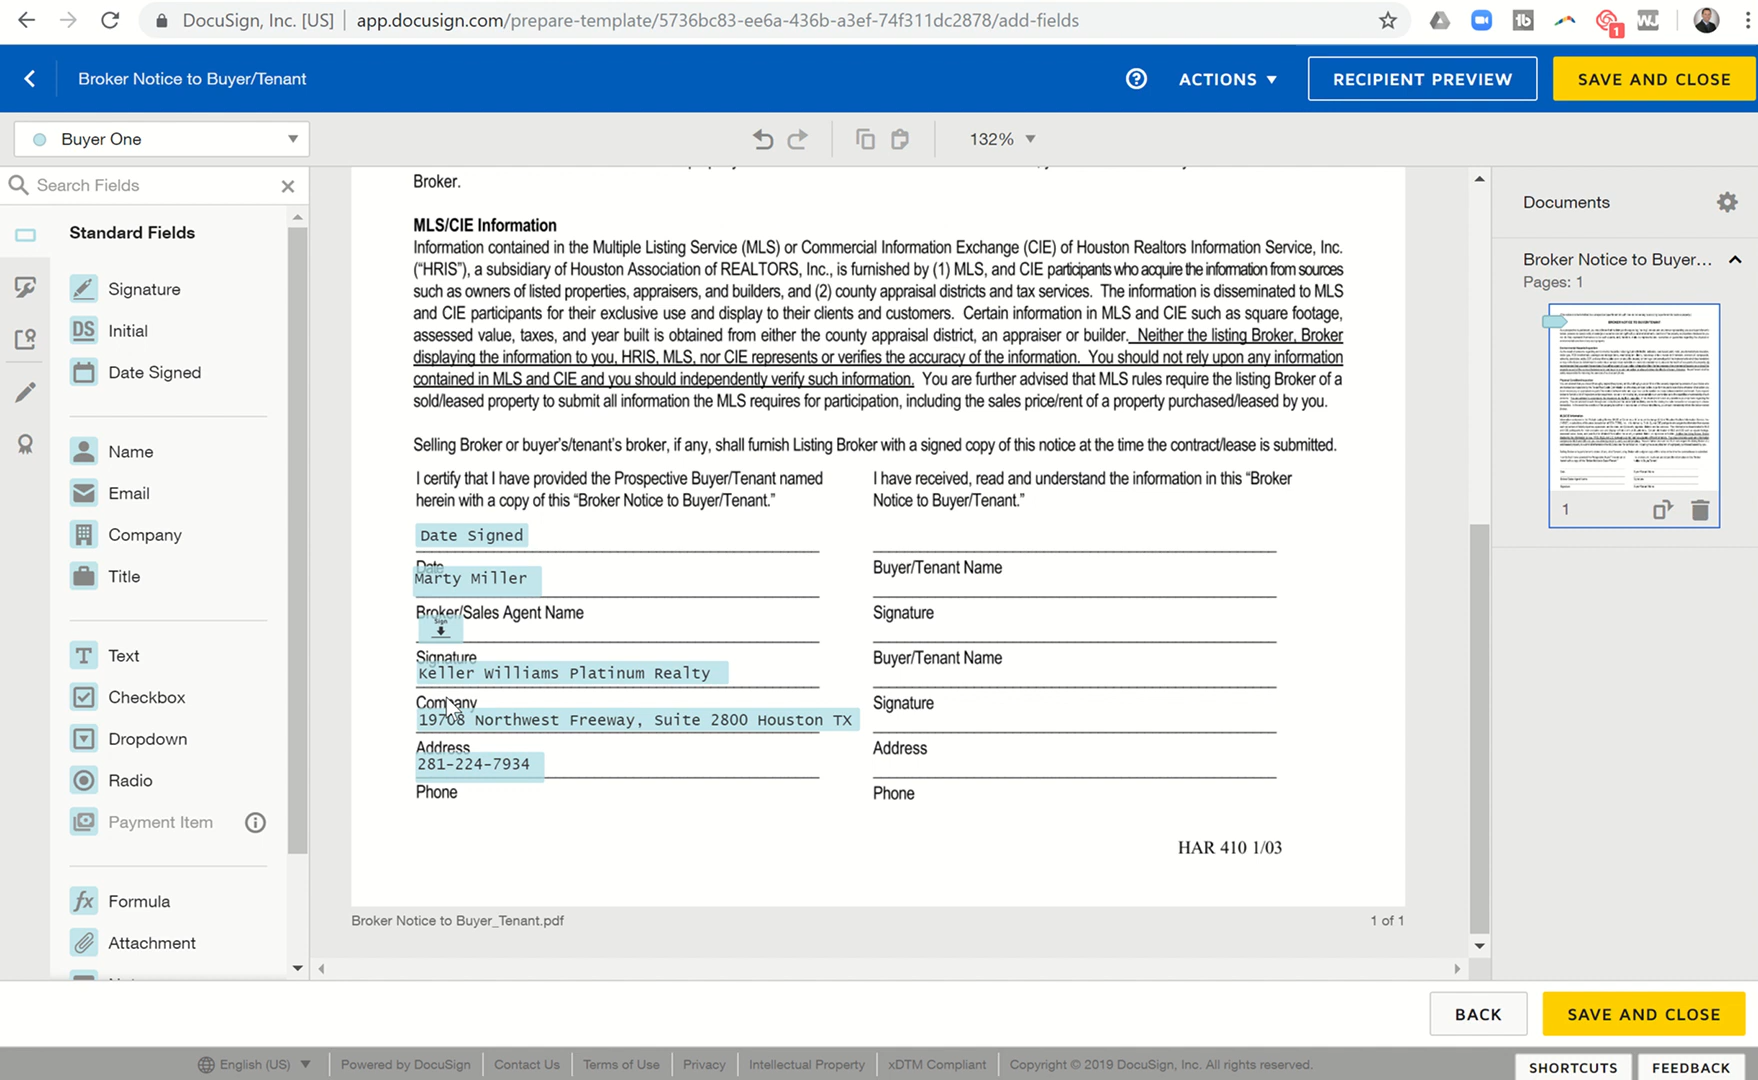 DocuSign, Inc. [US] app.docusign.com/prepare-template/5736bc83-ee6a-436b-a3ef-74f311dc2878/add-fields
1
WJ
Broker Notice to Buyer/Tenant
ACTIONS
RECIPIENT PREVIEW
SAVE AND CLOSE
Buyer One
132%
Search Fields
Standard Fields
Signature
DS Initial
Date Signed
Name
Email
Company
Title
T Text
Checkbox
Dropdown
Radio
Payment Item
fx Formula
Attachment
Broker.
MLS/CIE Information
Information contained in the Multiple Listing Service (MLS) or Commercial Information Exchange (CIE) of Houston Realtors Information Service, Inc.
(“HRIS”), a subsidiary of Houston Association of REALTORS, Inc., is furnished by (1) MLS, and CIE participants who acquire the information from sources
such as owners of listed properties, appraisers, and builders, and (2) county appraisal districts and tax services. The information is disseminated to MLS
and CIE participants for their exclusive use and display to their clients and customers. Certain information in MLS and CIE such as square footage,
assessed value, taxes, and year built is obtained from either the county appraisal district, an appraiser or builder. Neither the listing Broker, Broker
displaying the information to you, HRIS, MLS, nor CIE represents or verifies the accuracy of the information. You should not rely upon any information
contained in MLS and CIE and you should independently verify such information. You are further advised that MLS rules require the listing Broker of a
sold/leased property to submit all information the MLS requires for participation, including the sales price/rent of a property purchased/leased by you.
Selling Broker or buyer’s/tenant’s broker, if any, shall furnish Listing Broker with a signed copy of this notice at the time the contract/lease is submitted.
I certify that I have provided the Prospective Buyer/Tenant named
herein with a copy of this “Broker Notice to Buyer/Tenant.”
Date Signed
Date
Marty Miller
Broker/Sales Agent Name
Sign
Signature
Keller Williams Platinum Realty
Company
19708 Northwest Freeway, Suite 2800 Houston TX
Address
281-224-7934
Phone
I have received, read and understand the information in this “Broker
Notice to Buyer/Tenant.”
Buyer/Tenant Name
Signature
Buyer/Tenant Name
Signature
Address
Phone
HAR 410 1/03
Broker Notice to Buyer_Tenant.pdf
1 of 1
Documents
Broker Notice to Buyer...
Pages: 1
1
BACK
SAVE AND CLOSE
English (US)
Powered by DocuSign
Contact Us
Terms of Use
Privacy
Intellectual Property
xDTM Compliant
Copyright © 2019 DocuSign, Inc. All rights reserved.
SHORTCUTS
FEEDBACK